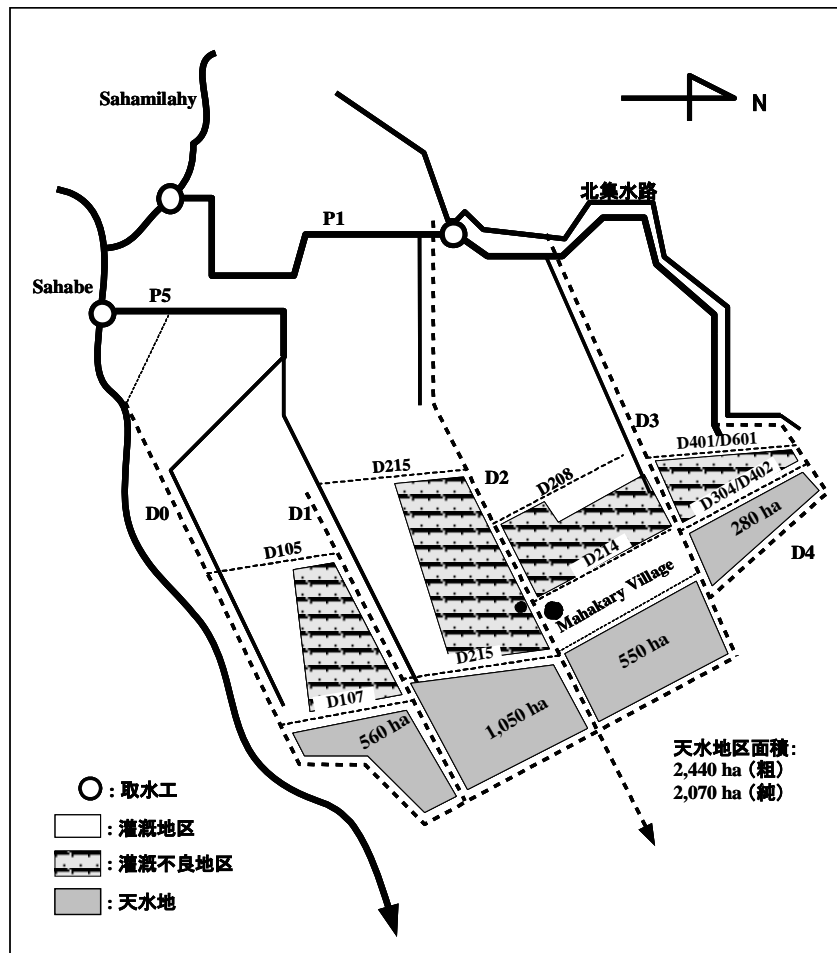 Sahamilahy
N
北集水路
P1
Sahabe
P5
D3
D401/D601
D215
D2
D208
D304/D402
D0
D1
280 ha
D105
D214
D4
Mahakary Village
D215
550 ha
D107
1,050 ha
560 ha
天水地区面積:
2,440 ha (粗)
2,070 ha (純)
: 取水工
: 灌漑地区
: 灌漑不良地区
: 天水地